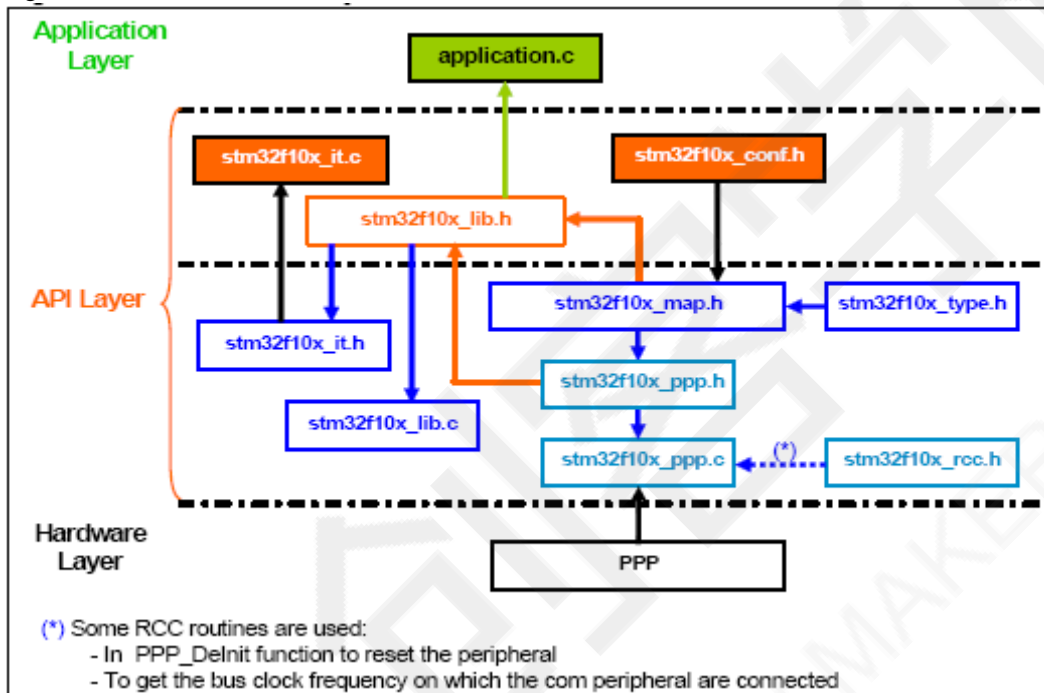 Application
Layer
application.c
stm32f10x_it.c
stm32f10x_conf.h
stm32f10x_lib.h
API Layer
stm32f10x_map.h
stm32f10x_type.h
stm32f10x_it.h
stm32f10x_ppp.h
stm32f10x_lib.c
stm32f10x_ppp.c
(*)
stm32f10x_rcc.h
Hardware
Layer
PPP
(*) Some RCC routines are used:
- In PPP_DeInit function to reset the peripheral
- To get the bus clock frequency on which the com peripheral are connected
MAKER